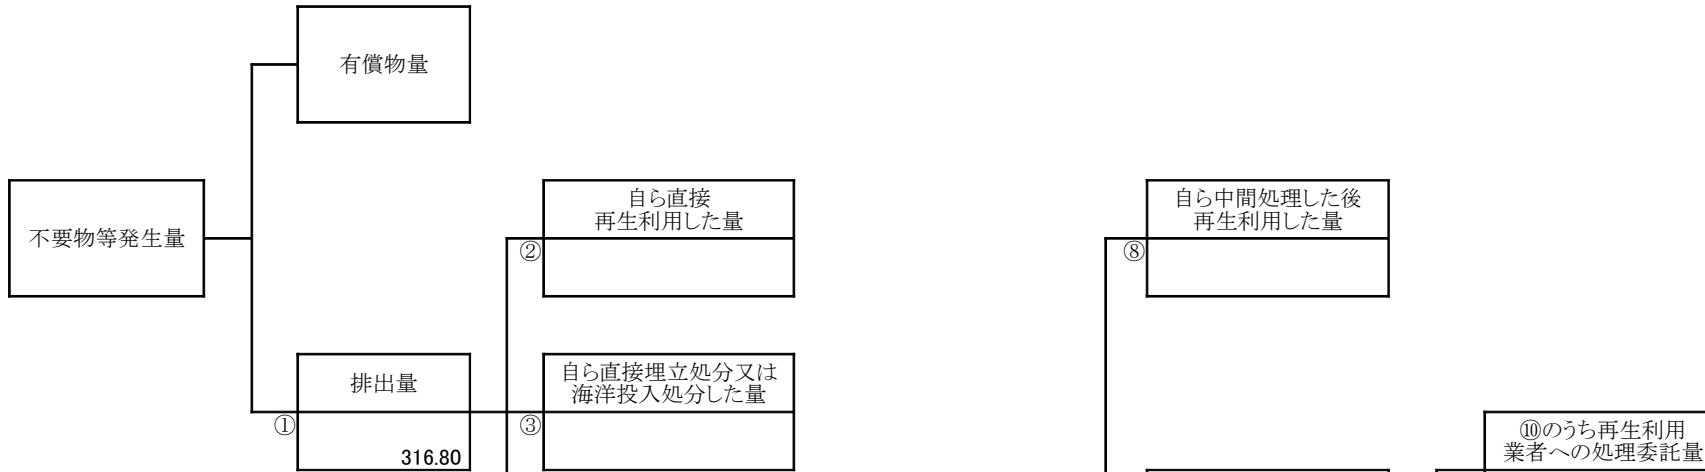 有償物量
不要物等発生量
自ら直接
再生利用した量
②
自ら中間処理した後
再生利用した量
⑧
排出量
①
316.80
自ら直接埋立処分又は
海洋投入処分した量
③
⑩のうち再生利用
業者への処理委託量